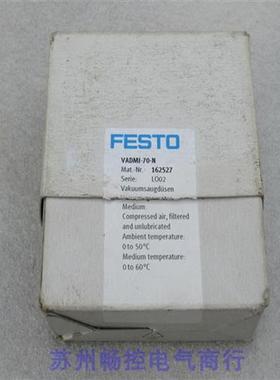 FESTO
VADMI-70-N
Mat.-Nr. 162527
Serie: LO02
Vakuumsaugdüsen
Medium
Compressed air, filtered
and unlubricated
Ambient temperature:
0 to 50°C
Medium temperature:
0 to 60°C
苏州畅控电气商行